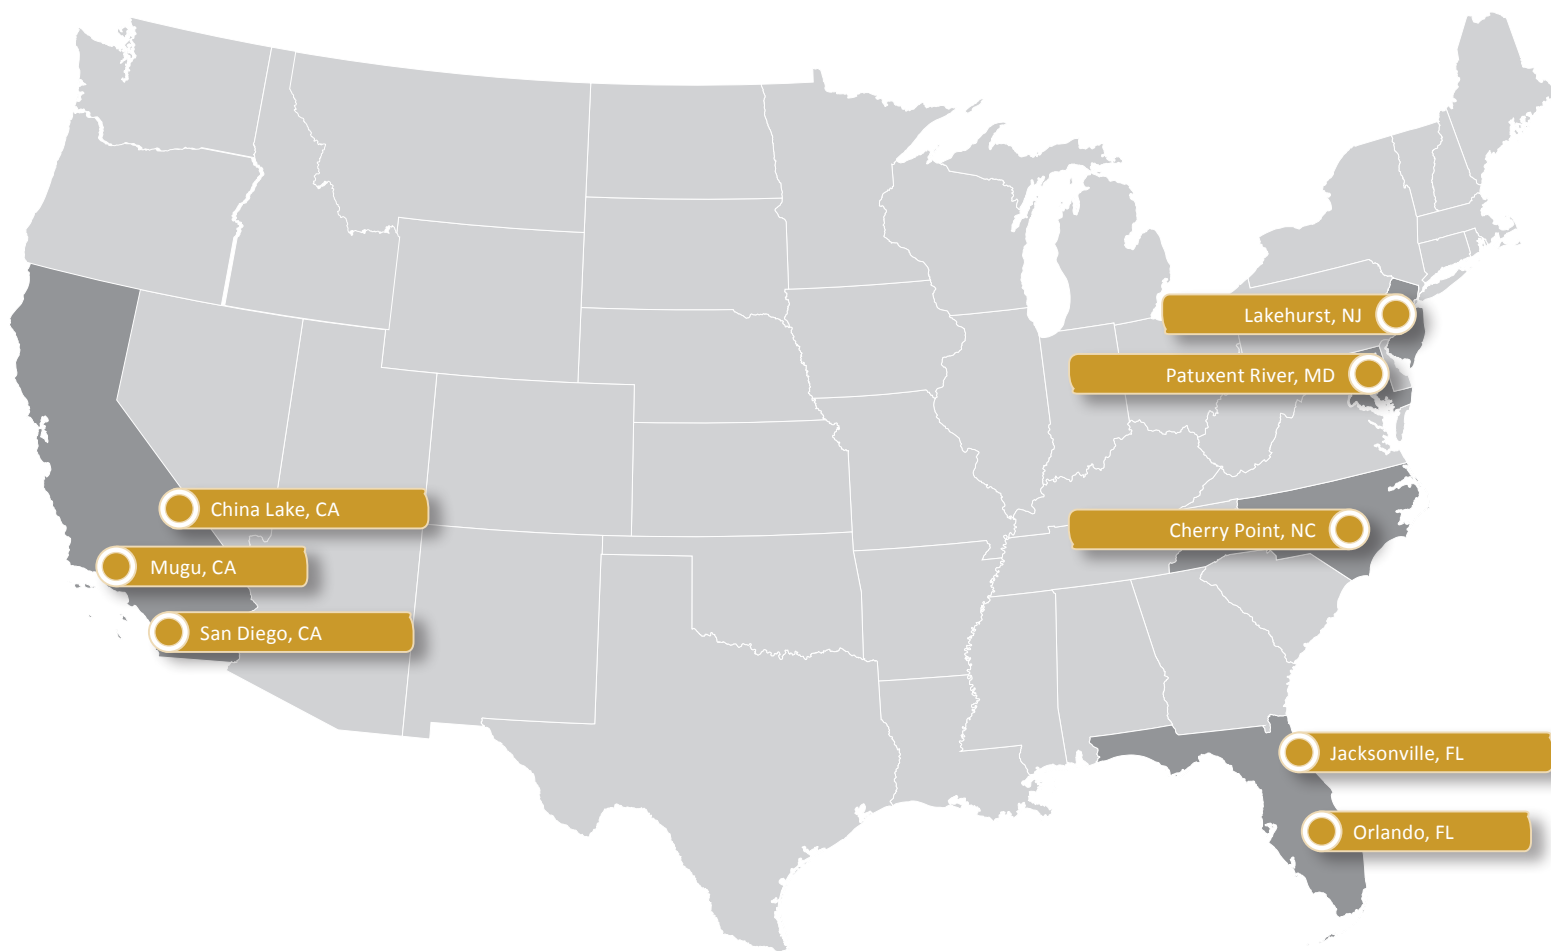 Lakehurst, NJ
Patuxent River, MD
China Lake, CA
Cherry Point, NC
Mugu, CA
San Diego, CA
Jacksonville, FL
Orlando, FL